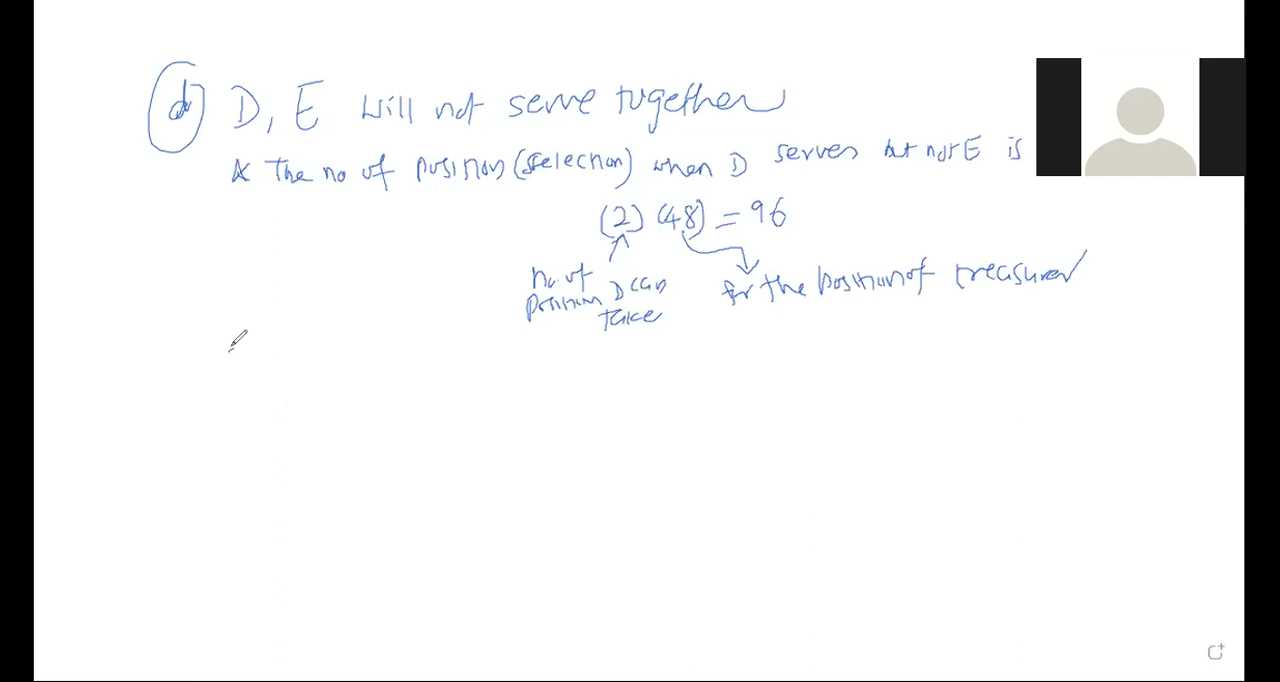 d) D, E will not serve together
* The no of position (selection) when D serves but not E is
(2) (48) = 96
no. of position D can take
for the position of treasurer